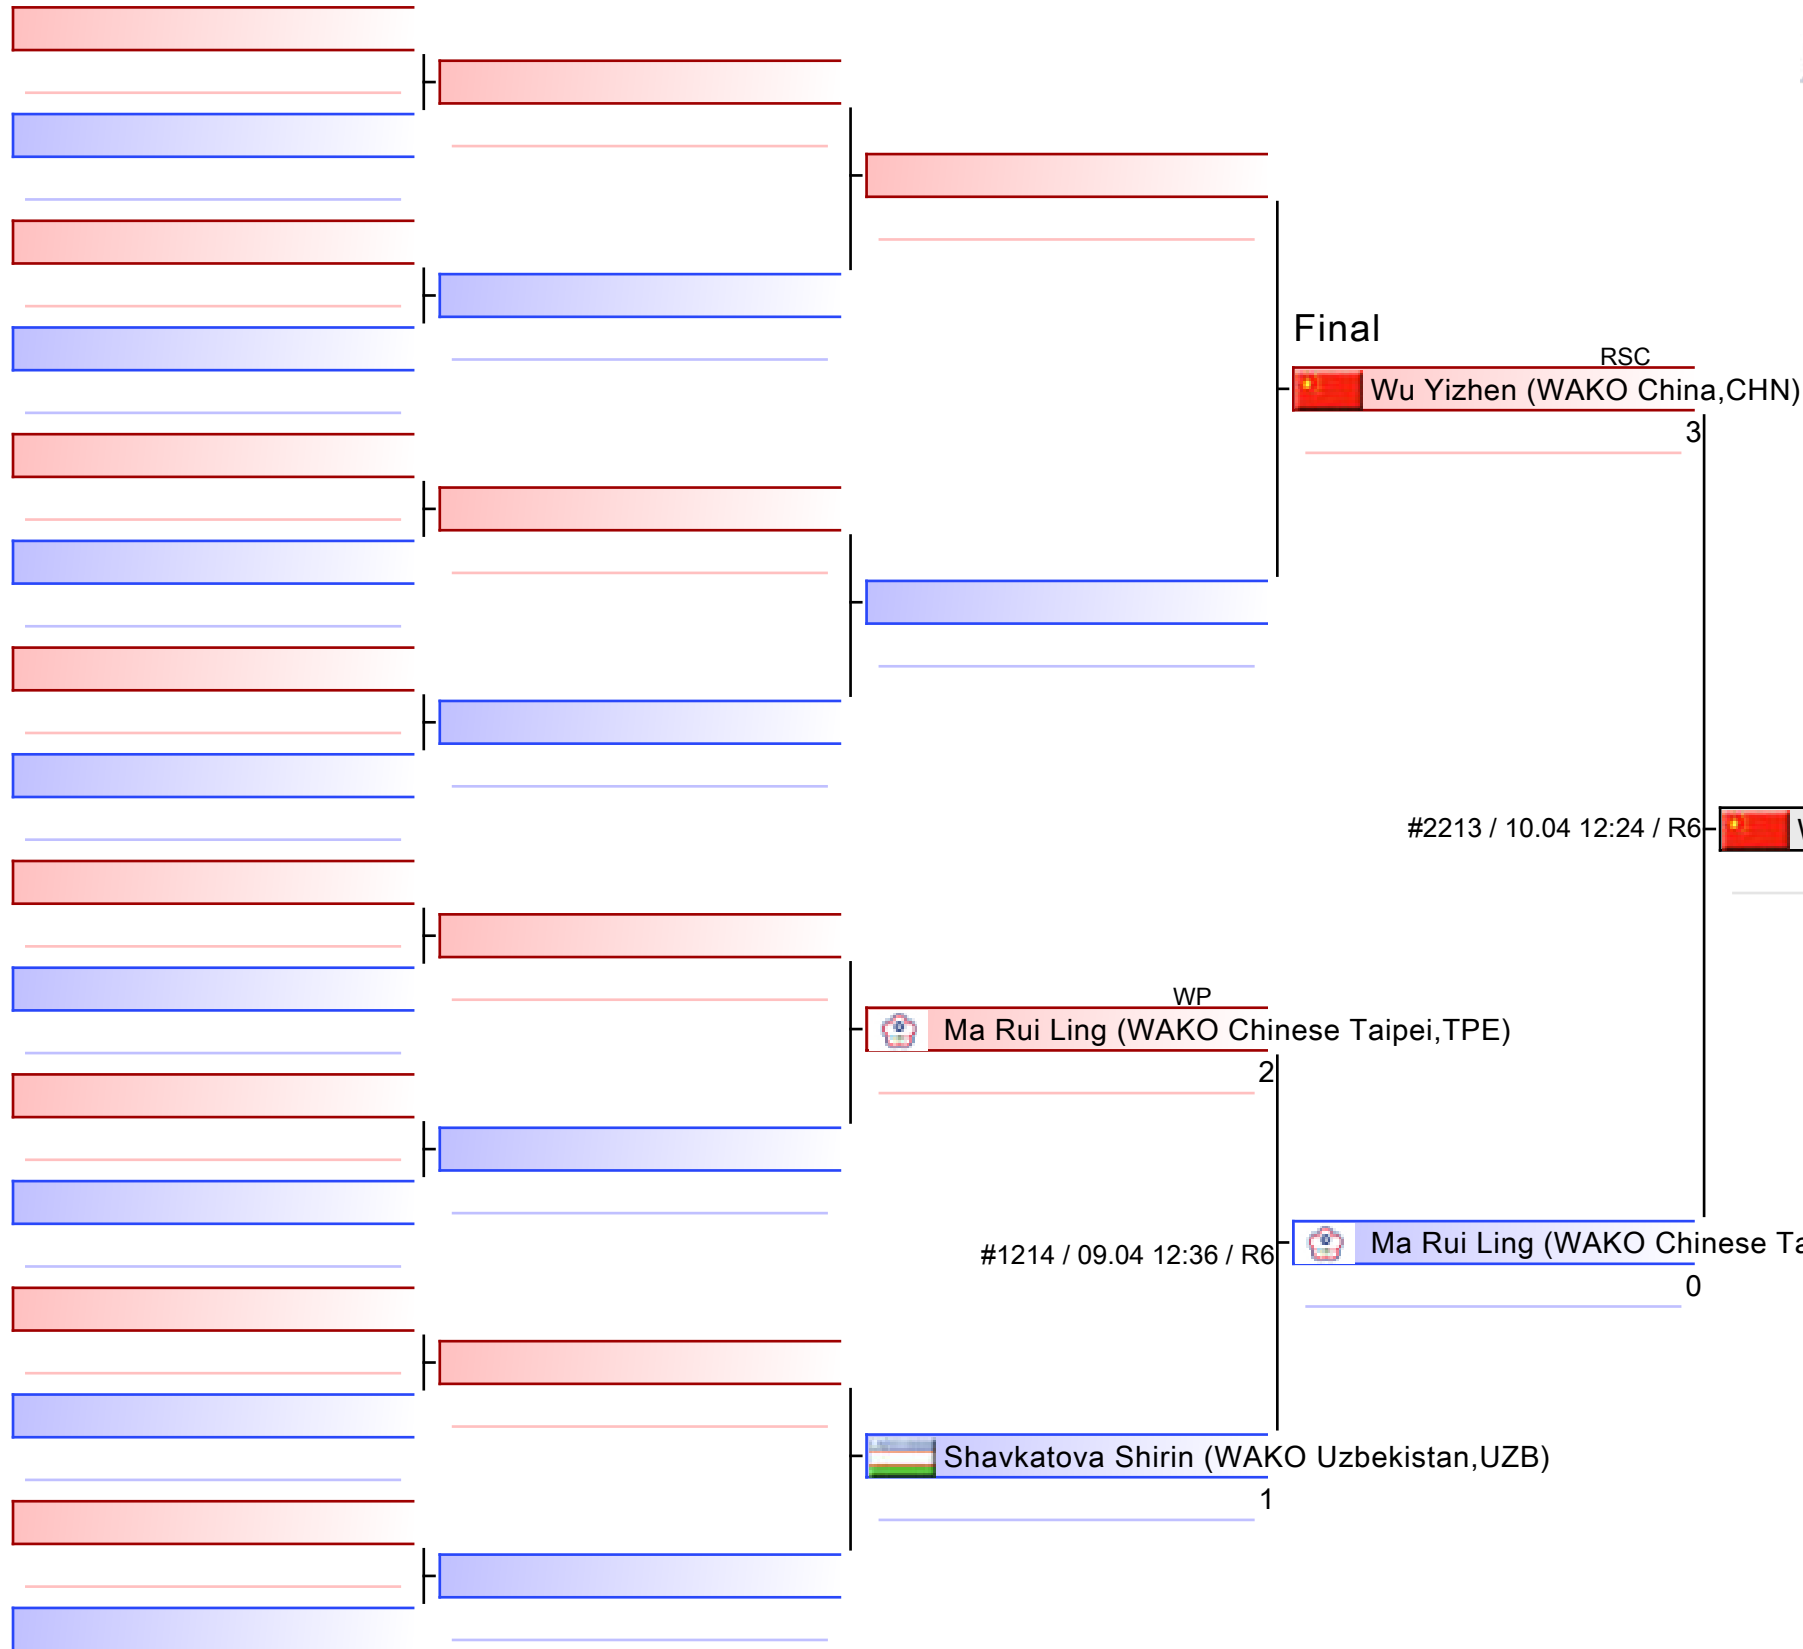 Final
RSC
Wu Yizhen (WAKO China,CHN)
3
#2213 / 10.04 12:24 / R6
WP
Ma Rui Ling (WAKO Chinese Taipei,TPE)
2
#1214 / 09.04 12:36 / R6
Ma Rui Ling (WAKO Chinese Ta
0
Shavkatova Shirin (WAKO Uzbekistan,UZB)
1